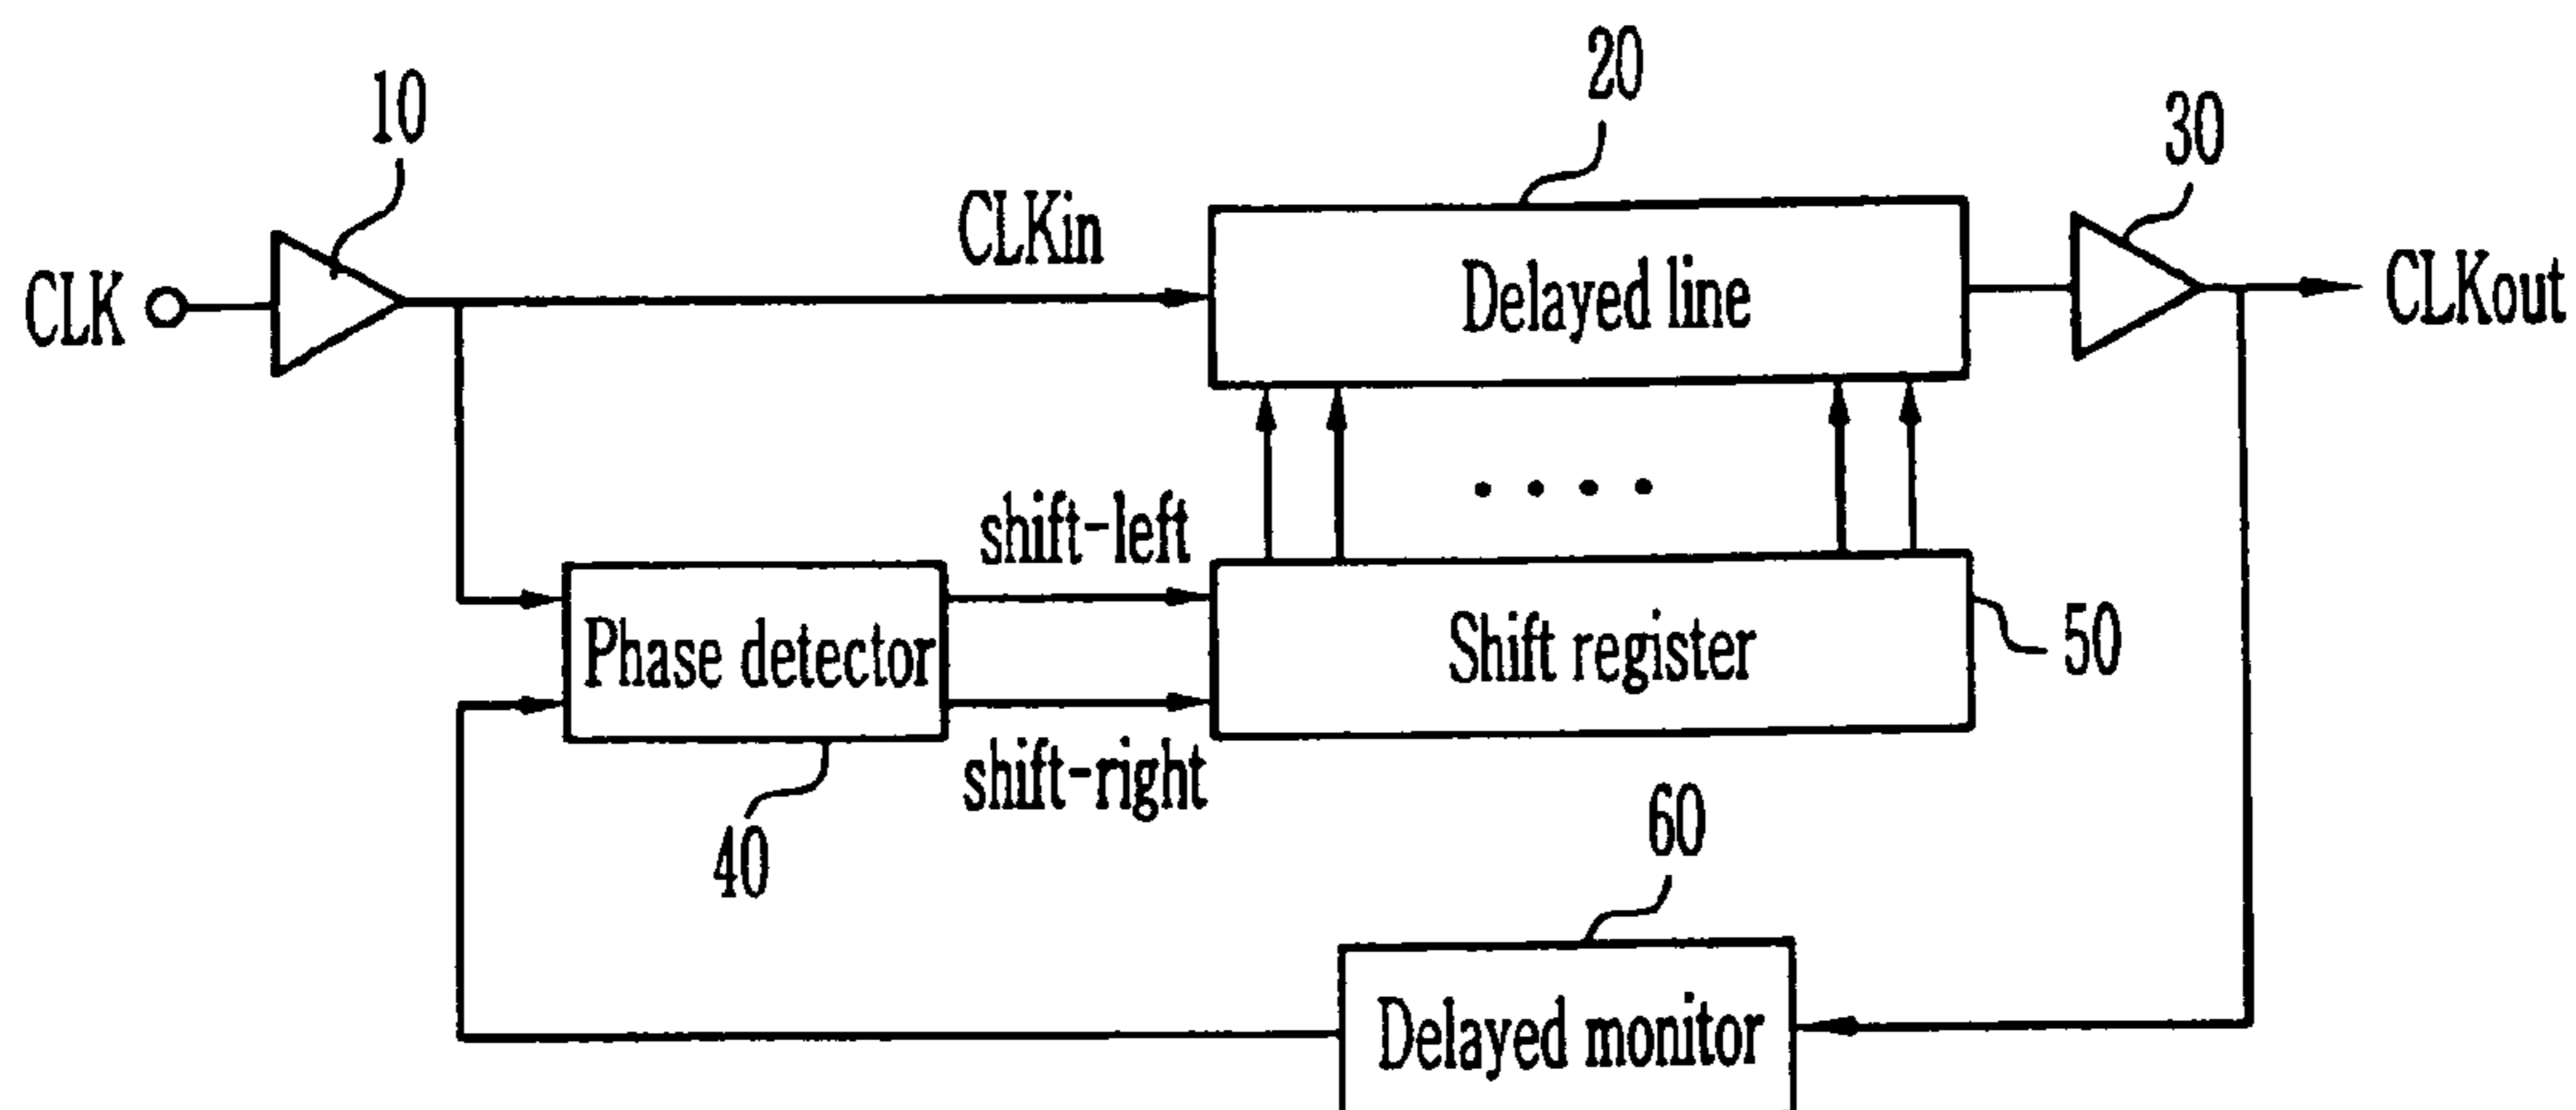 20
10
30
CLKin
CLK
Delayed line
CLKout
shift-left
Phase detector
Shift register
50
shift-right
40
60
Delayed monitor